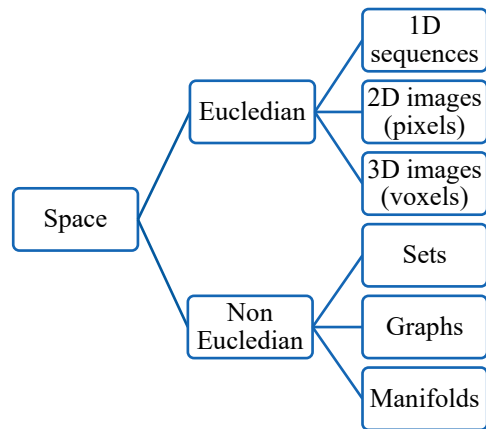 Space
Eucledian
1D
sequences
2D images
(pixels)
3D images
(voxels)
Non
Eucledian
Sets
Graphs
Manifolds